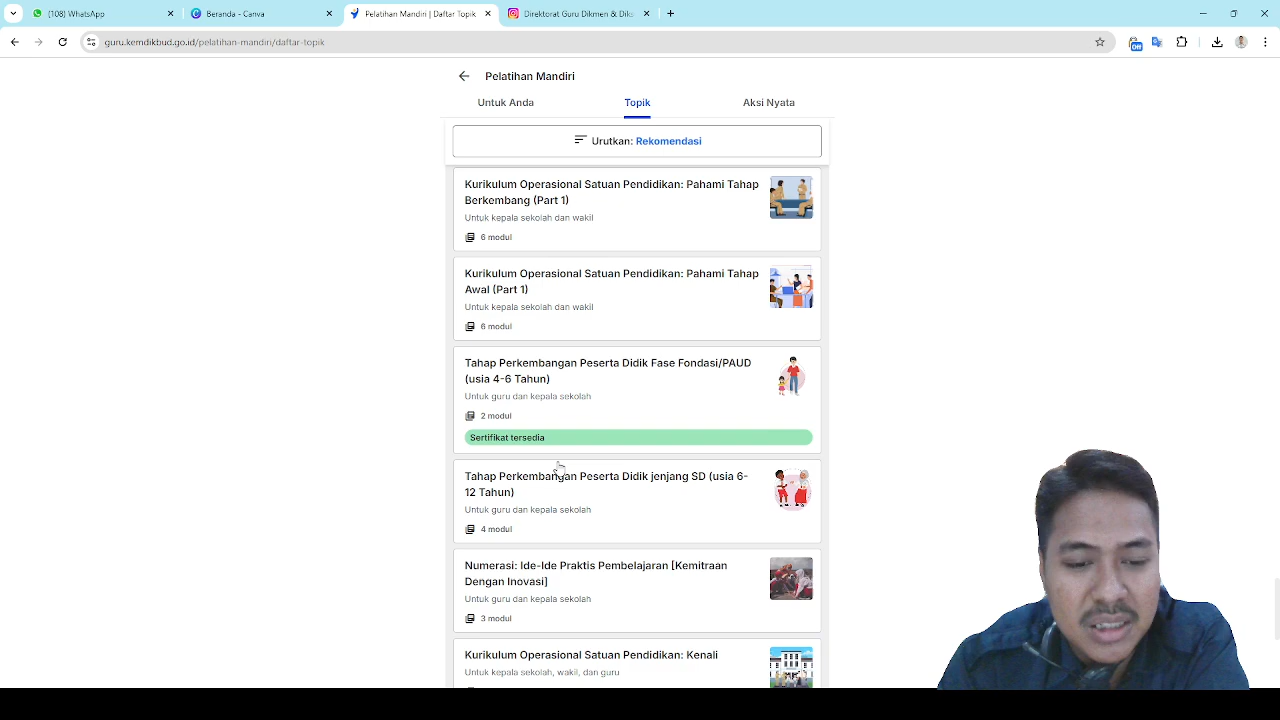 (108) WhatsApp
Beranda - Canva
Pelatihan Mandiri | Daftar Topik
Direktorat Guru Dikmen & Diks
guru.kemdikbud.go.id/pelatihan-mandiri/daftar-topik
Off
Pelatihan Mandiri
Untuk Anda
Topik
Aksi Nyata
Urutkan: Rekomendasi
Kurikulum Operasional Satuan Pendidikan: Pahami Tahap
Berkembang (Part 1)
Untuk kepala sekolah dan wakil
6 modul
Kurikulum Operasional Satuan Pendidikan: Pahami Tahap
Awal (Part 1)
Untuk kepala sekolah dan wakil
6 modul
Tahap Perkembangan Peserta Didik Fase Fondasi/PAUD
(usia 4-6 Tahun)
Untuk guru dan kepala sekolah
2 modul
Sertifikat tersedia
Tahap Perkembangan Peserta Didik jenjang SD (usia 6-
12 Tahun)
Untuk guru dan kepala sekolah
4 modul
Numerasi: Ide-Ide Praktis Pembelajaran [Kemitraan
Dengan Inovasi]
Untuk guru dan kepala sekolah
3 modul
Kurikulum Operasional Satuan Pendidikan: Kenali
Untuk kepala sekolah, wakil, dan guru